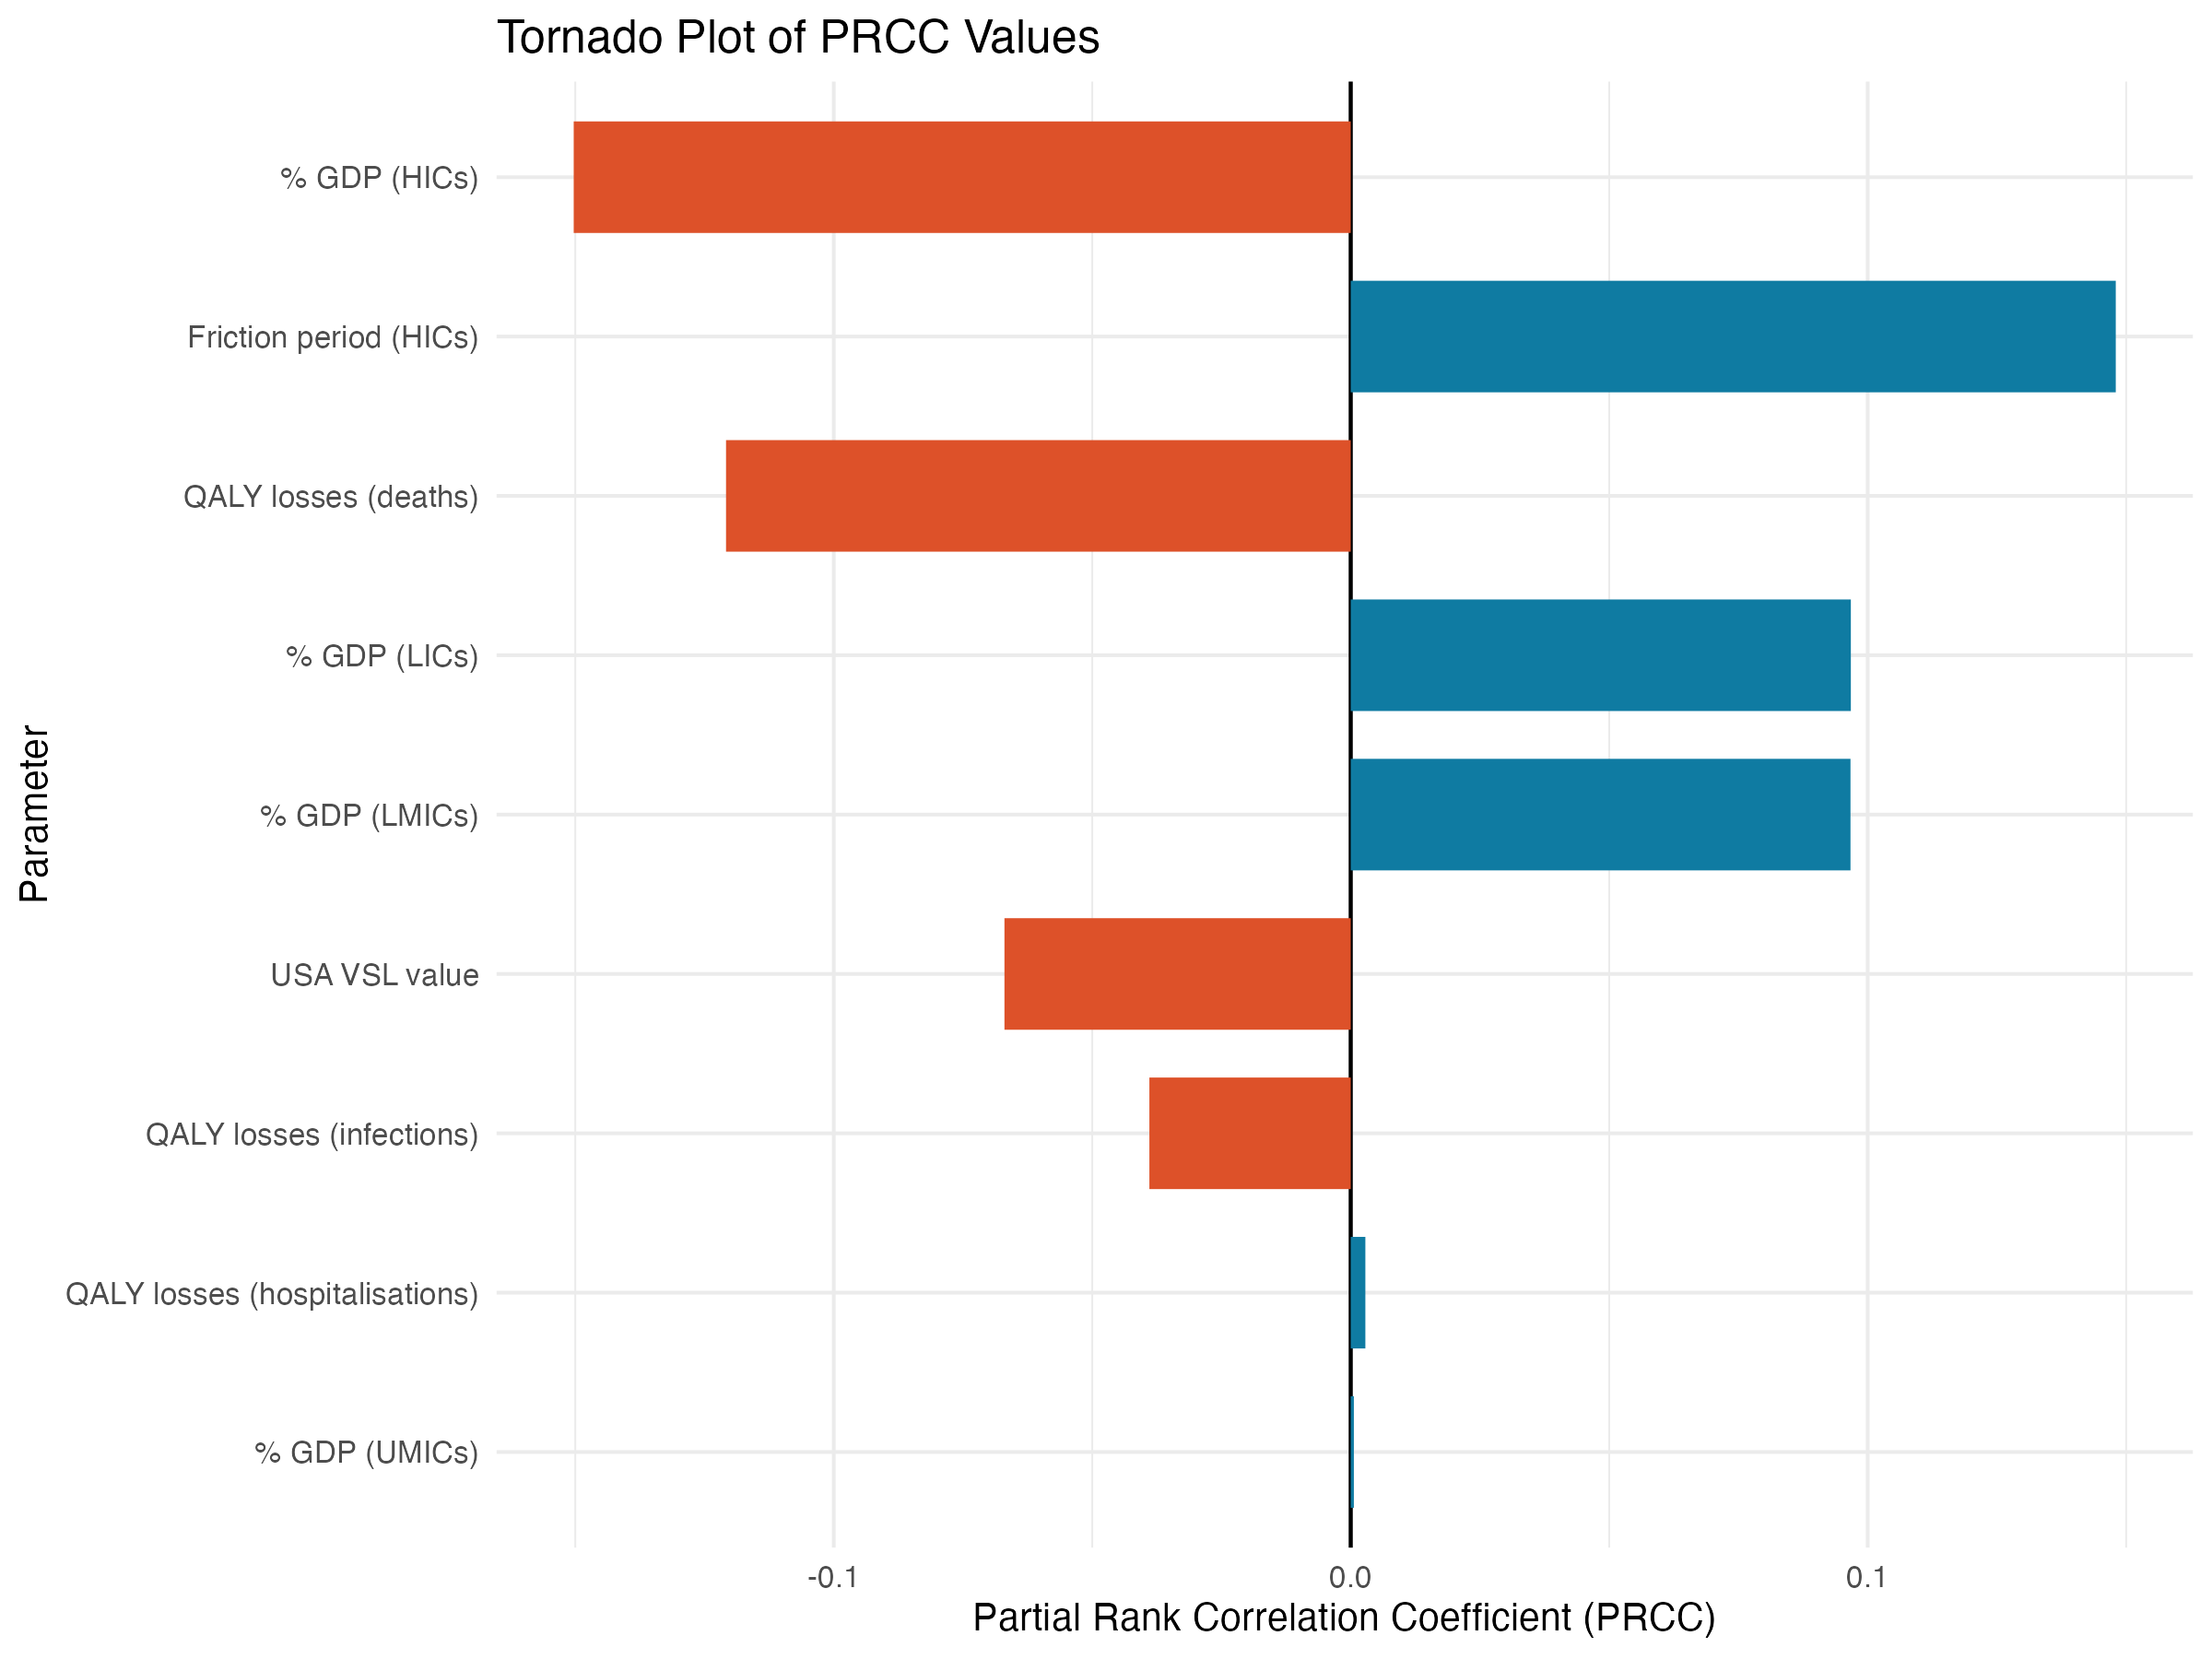 Tornado Plot of PRCC Values
% GDP (HICs)
Friction period (HICs)
QALY losses (deaths)
% GDP (LICs)
% GDP (LMICs)
USA VSL value
QALY losses (infections)
QALY losses (hospitalisations)
% GDP (UMICs)
Parameter
-0.1
0.0
0.1
Partial Rank Correlation Coefficient (PRCC)